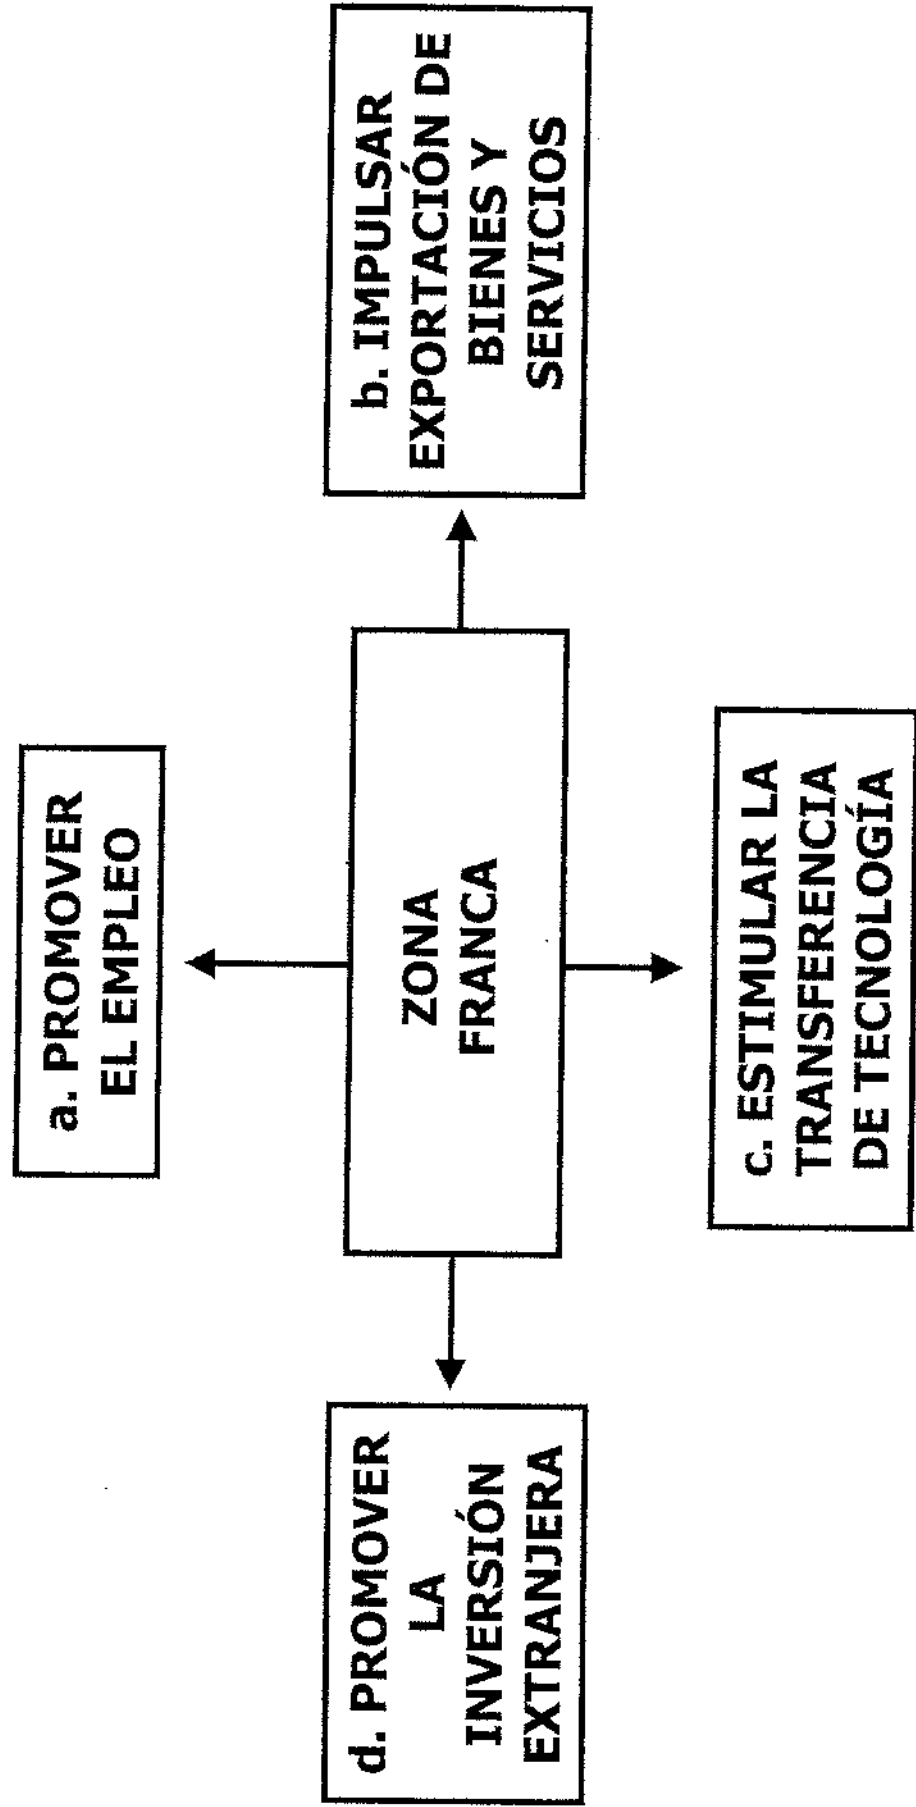 a. PROMOVER
EL EMPLEO
d. PROMOVER
LA
INVERSIÓN
EXTRANJERA
ZONA
FRANCA
b. IMPULSAR
EXPORTACIÓN DE
BIENES Y
SERVICIOS
c. ESTIMULAR LA
TRANSFERENCIA
DE TECNOLOGÍA